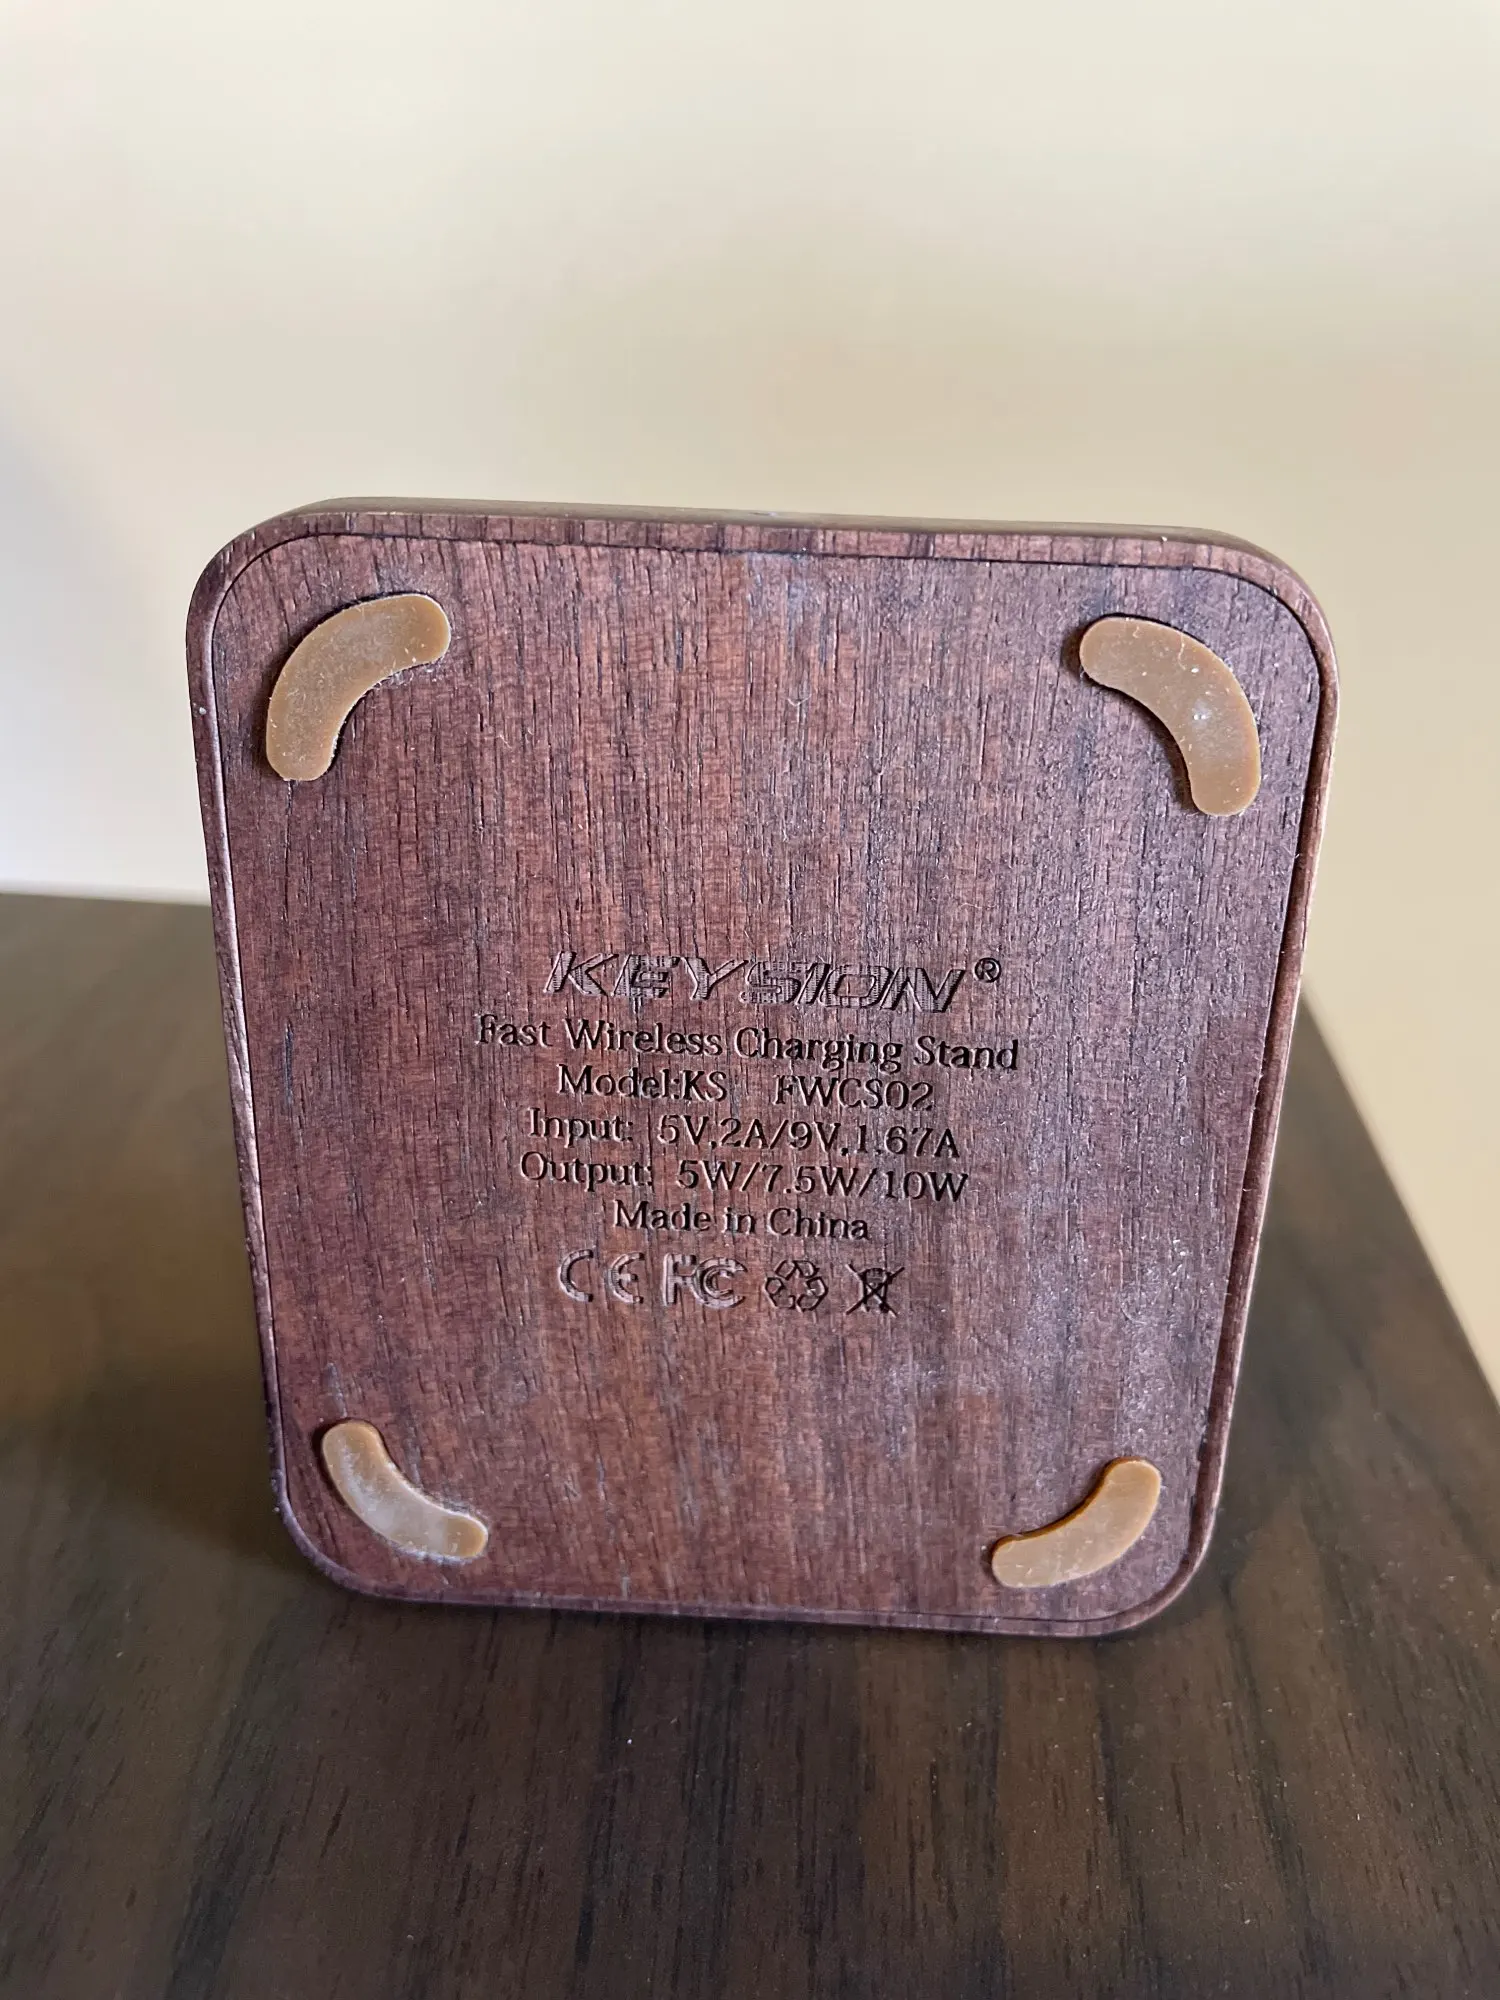 KEYSION®
Fast Wireless Charging Stand
Model:KS FWCS02
Input: 5V,2A/9V,1.67A
Output: 5W/7.5W/10W
Made in China
CE FC